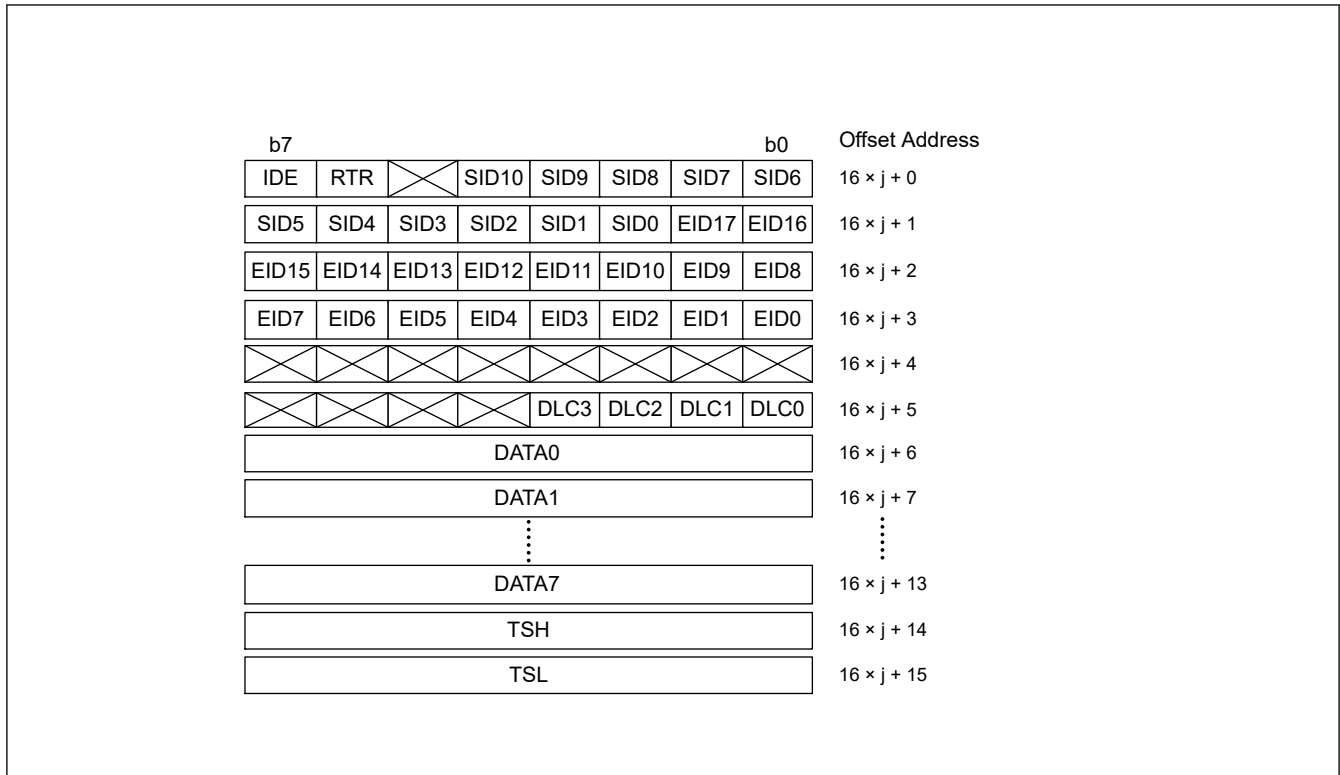 b7 b0 Offset Address
IDE RTR SID10 SID9 SID8 SID7 SID6 16 × j + 0
SID5 SID4 SID3 SID2 SID1 SID0 EID17 EID16 16 × j + 1
EID15 EID14 EID13 EID12 EID11 EID10 EID9 EID8 16 × j + 2
EID7 EID6 EID5 EID4 EID3 EID2 EID1 EID0 16 × j + 3
16 × j + 4
DLC3 DLC2 DLC1 DLC0 16 × j + 5
DATA0 16 × j + 6
DATA1 16 × j + 7
DATA7 16 × j + 13
TSH 16 × j + 14
TSL 16 × j + 15